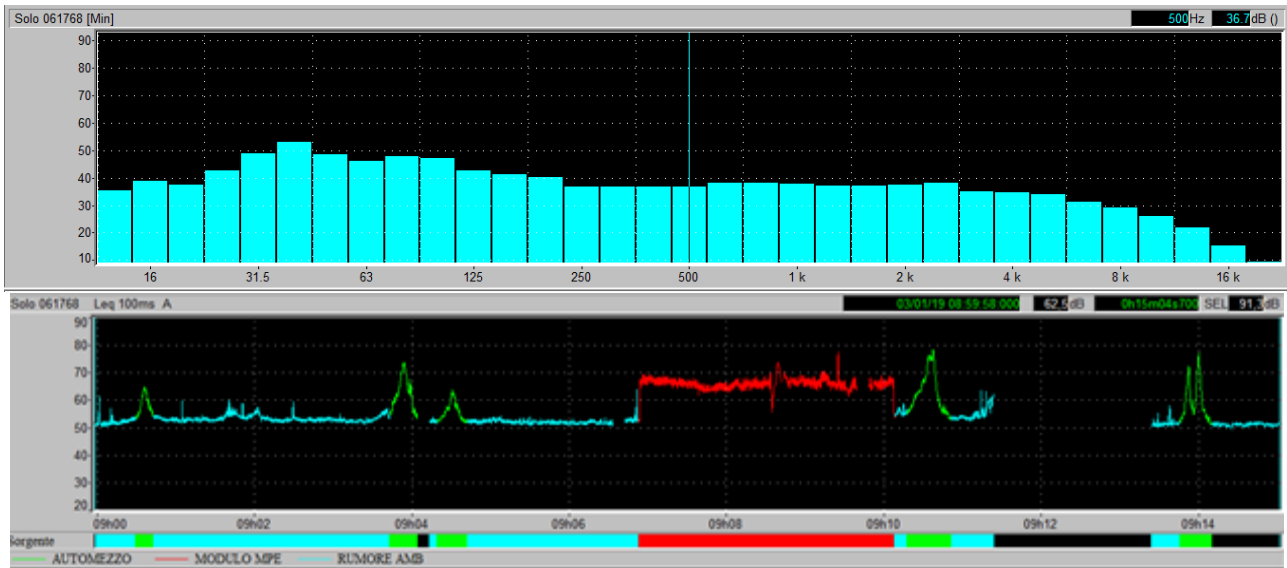 Solo 061768 [Min] 500Hz 36.7dB ()
90
80
70
60
50
40
30
20
10
16 31.5 63 125 250 500 1 k 2 k 4 k 8 k 16 k
Solo 061768 Leq 100ms A 03/01/19 08:59:58:000 62,5dB 0h15m04s700 SEL 91,3dB
90
80
70
60
50
40
30
20
09h00 09h02 09h04 09h06 09h08 09h10 09h12 09h14
Sorgente
AUTOMEZZO MODULO MPE RUMORE AMB